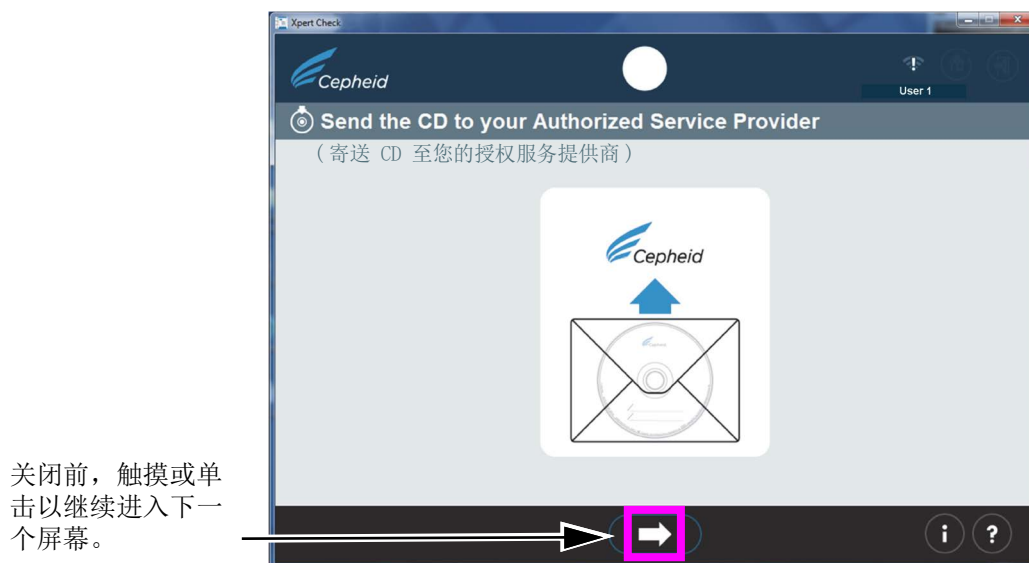 Xpert Check
Cepheid
User 1
Send the CD to your Authorized Service Provider
(寄送 CD 至您的授权服务提供商)
Cepheid
Cepheid
关闭前，触摸或单
击以继续进入下一
个屏幕。
i ?